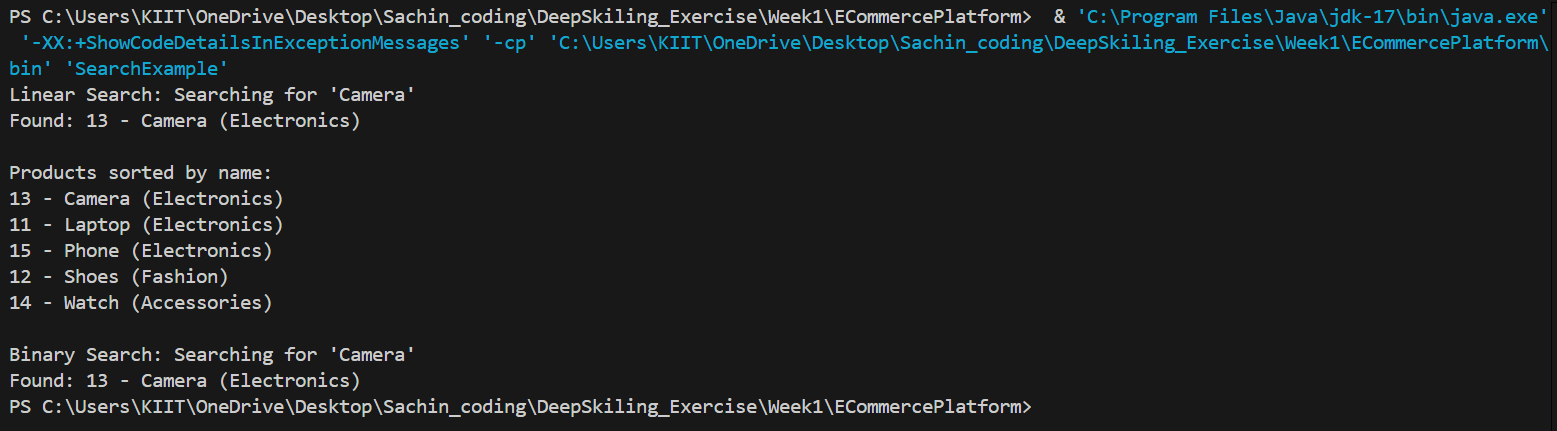 PS C:\Users\KIIT\OneDrive\Desktop\Sachin_coding\DeepSkiling_Exercise\Week1\ECommercePlatform>  & 'C:\Program Files\Java\jdk-17\bin\java.exe'
 '-XX:+ShowCodeDetailsInExceptionMessages' '-cp' 'C:\Users\KIIT\OneDrive\Desktop\Sachin_coding\DeepSkiling_Exercise\Week1\ECommercePlatform\
bin' 'SearchExample'
Linear Search: Searching for 'Camera'
Found: 13 - Camera (Electronics)

Products sorted by name:
13 - Camera (Electronics)
11 - Laptop (Electronics)
15 - Phone (Electronics)
12 - Shoes (Fashion)
14 - Watch (Accessories)

Binary Search: Searching for 'Camera'
Found: 13 - Camera (Electronics)
PS C:\Users\KIIT\OneDrive\Desktop\Sachin_coding\DeepSkiling_Exercise\Week1\ECommercePlatform>